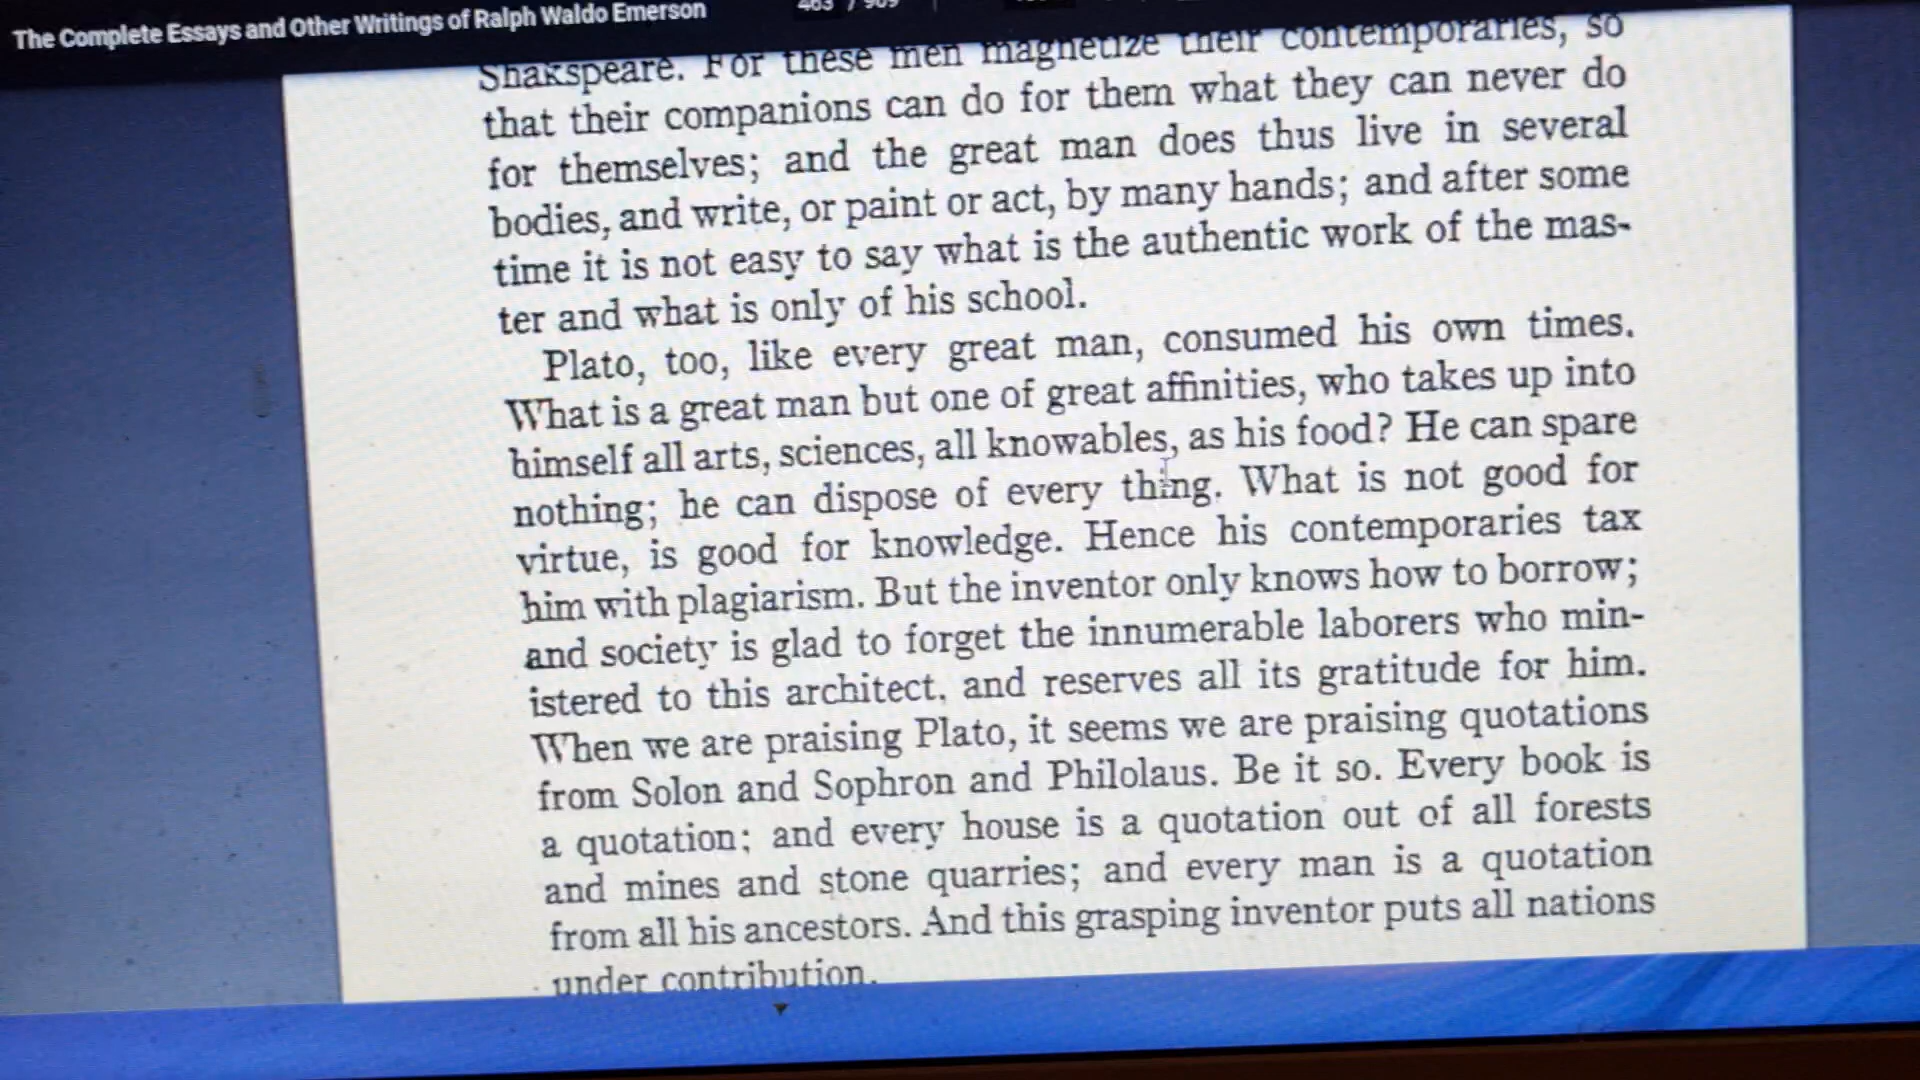 The Complete Essays and Other Writings of Ralph Waldo Emerson
463 / 909
Shakspeare. For these men magnetize their contemporaries, so
that their companions can do for them what they can never do
for themselves; and the great man does thus live in several
bodies, and write, or paint or act, by many hands; and after some
time it is not easy to say what is the authentic work of the mas-
ter and what is only of his school.
Plato, too, like every great man, consumed his own times.
What is a great man but one of great affinities, who takes up into
himself all arts, sciences, all knowables, as his food? He can spare
nothing; he can dispose of every thing. What is not good for
virtue, is good for knowledge. Hence his contemporaries tax
him with plagiarism. But the inventor only knows how to borrow;
and society is glad to forget the innumerable laborers who min-
istered to this architect, and reserves all its gratitude for him.
When we are praising Plato, it seems we are praising quotations
from Solon and Sophron and Philolaus. Be it so. Every book is
a quotation; and every house is a quotation out of all forests
and mines and stone quarries; and every man is a quotation
from all his ancestors. And this grasping inventor puts all nations
under contribution.